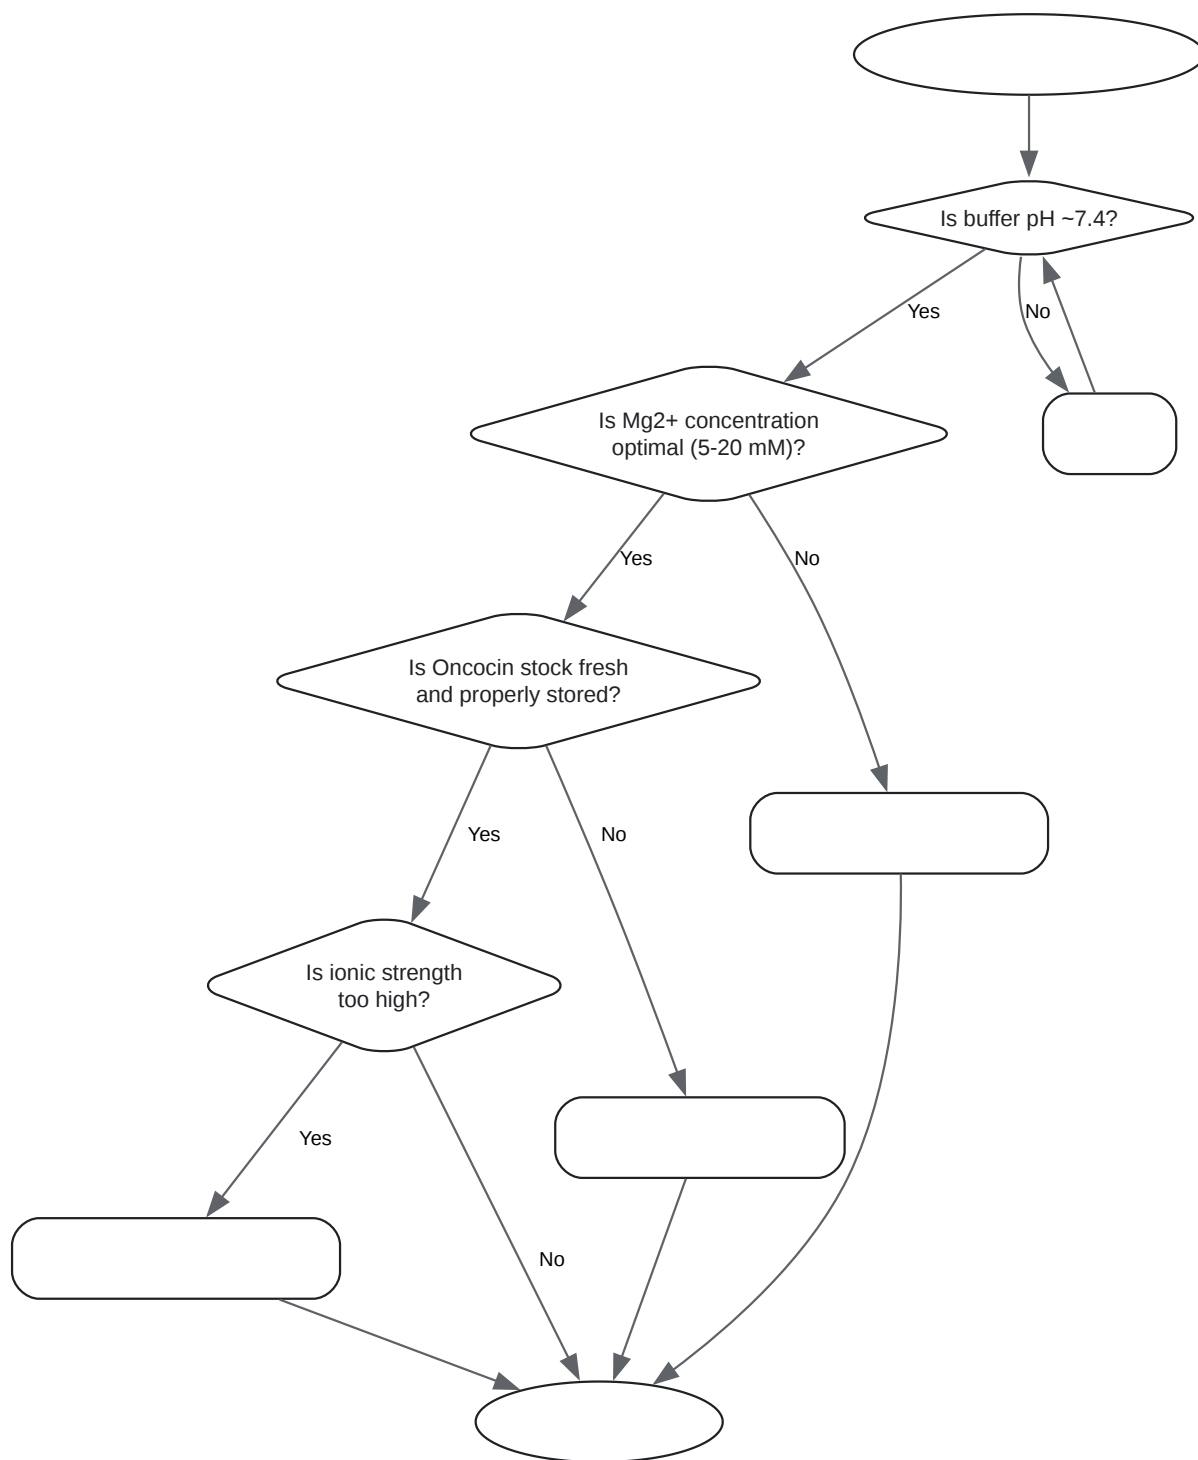 Is buffer pH ~7.4?
Yes
No
Is Mg2+ concentration
optimal (5-20 mM)?
Yes
No
Is Oncocin stock fresh
and properly stored?
Yes
No
Is ionic strength
too high?
Yes
No